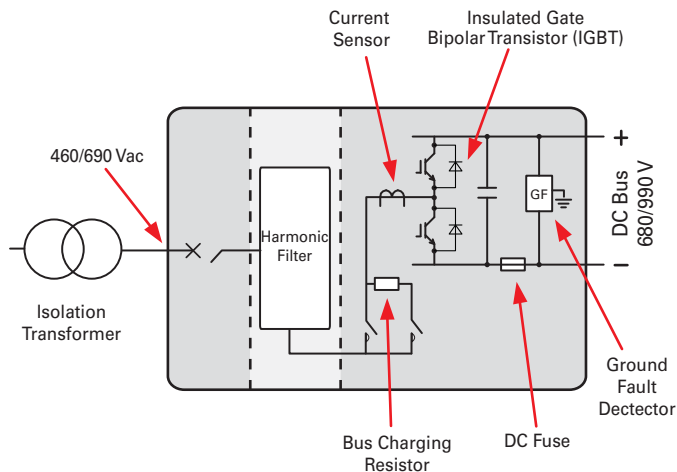 Current
Sensor
Insulated Gate
Bipolar Transistor (IGBT)
460/690 Vac
+
DC Bus
680/990 V
GF
Harmonic
Filter
−
Isolation
Transformer
Ground
Fault
Dectector
Bus Charging
Resistor
DC Fuse